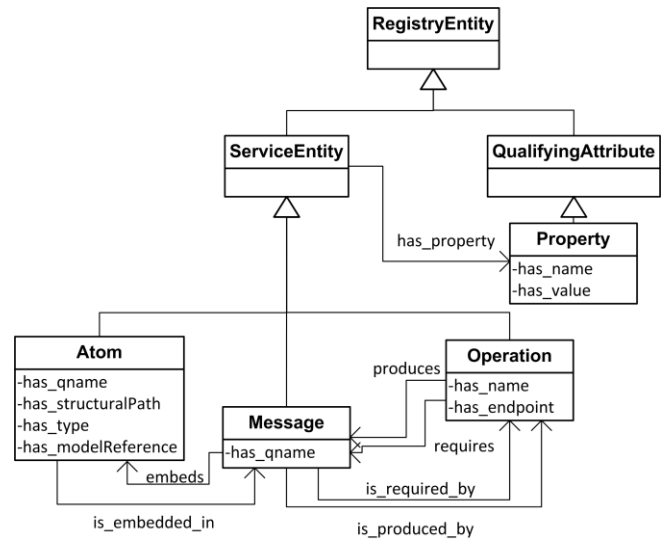 RegistryEntity
ServiceEntity
QualifyingAttribute
has_property
Property
-has_name
-has_value
Atom
-has_qname
-has_structuralPath
-has_type
-has_modelReference
produces
Operation
-has_name
-has_endpoint
Message
-has_qname
requires
embeds
is_required_by
is_embedded_in
is_produced_by